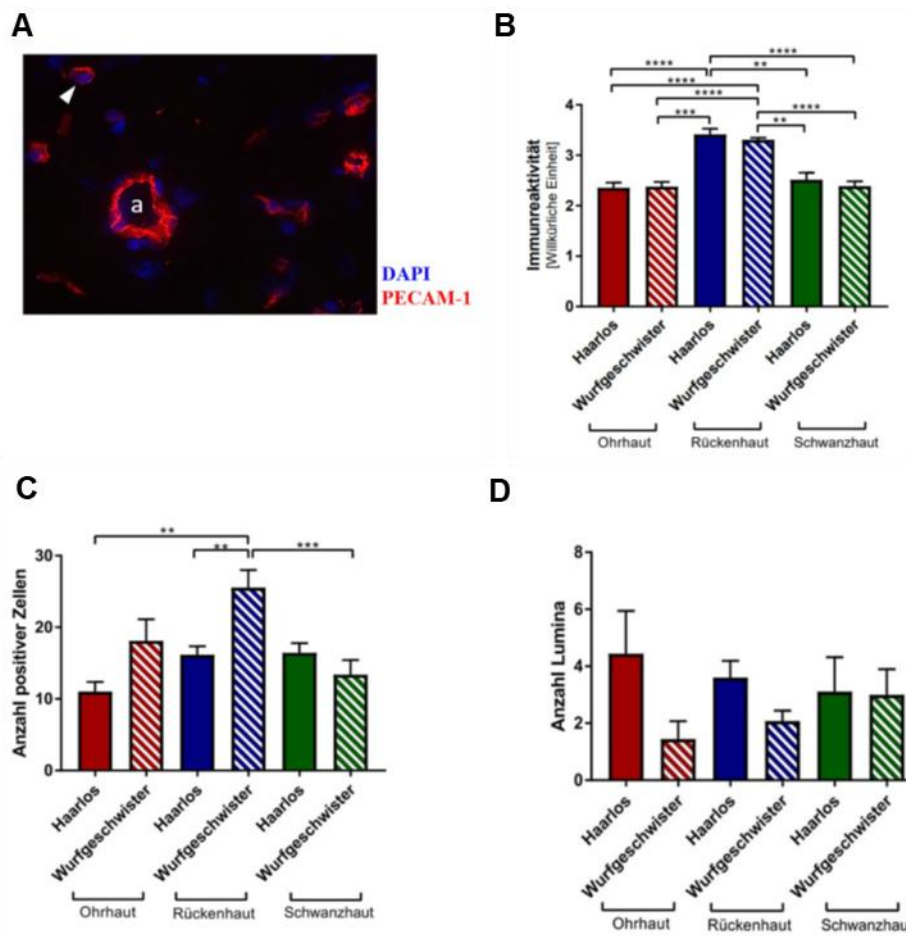 A
a
DAPI
PECAM-1
B
****
****
**
****
****
****
***
**
Immunreaktivität
[Willkürliche Einheit]
4
3
2
1
0
Haarlos
Wurfgeschwister
Haarlos
Wurfgeschwister
Haarlos
Wurfgeschwister
Ohrhaut
Rückenhaut
Schwanzhaut
C
**
**
***
Anzahl positiver Zellen
30
20
10
0
Haarlos
Wurfgeschwister
Haarlos
Wurfgeschwister
Haarlos
Wurfgeschwister
Ohrhaut
Rückenhaut
Schwanzhaut
D
Anzahl Lumina
8
6
4
2
0
Haarlos
Wurfgeschwister
Haarlos
Wurfgeschwister
Haarlos
Wurfgeschwister
Ohrhaut
Rückenhaut
Schwanzhau